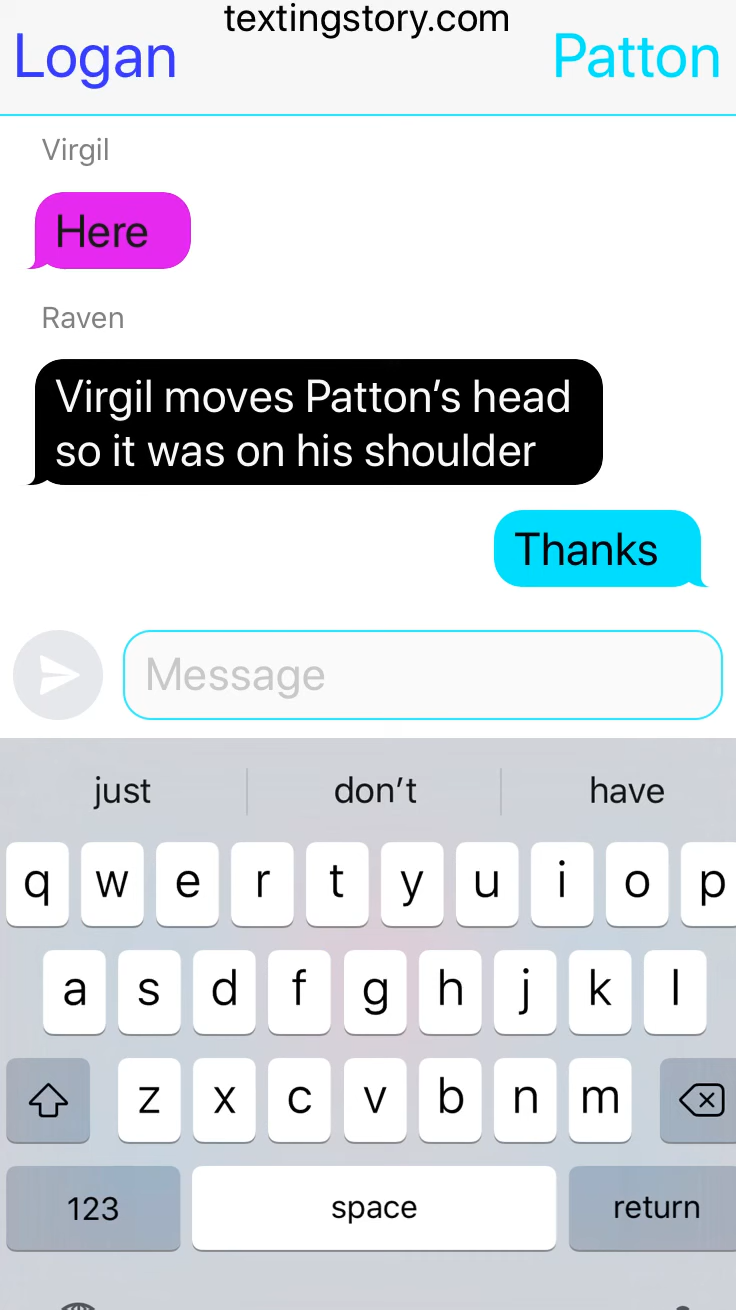 textingstory.com
Logan
Patton
Virgil
Here
Raven
Virgil moves Patton’s head
so it was on his shoulder
Thanks
Message
just don’t have
q w e r t y u i o p
a s d f g h j k l
z x c v b n m
123 space return